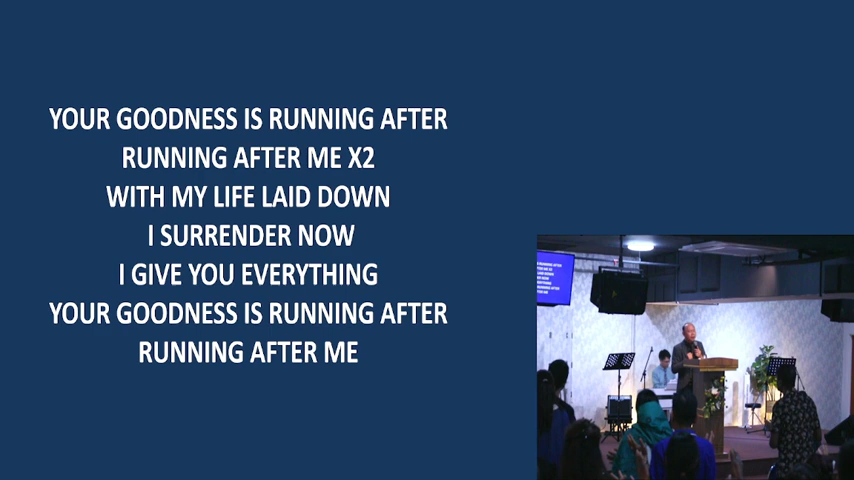 YOUR GOODNESS IS RUNNING AFTER
RUNNING AFTER ME X2
WITH MY LIFE LAID DOWN
I SURRENDER NOW
I GIVE YOU EVERYTHING
YOUR GOODNESS IS RUNNING AFTER
RUNNING AFTER ME